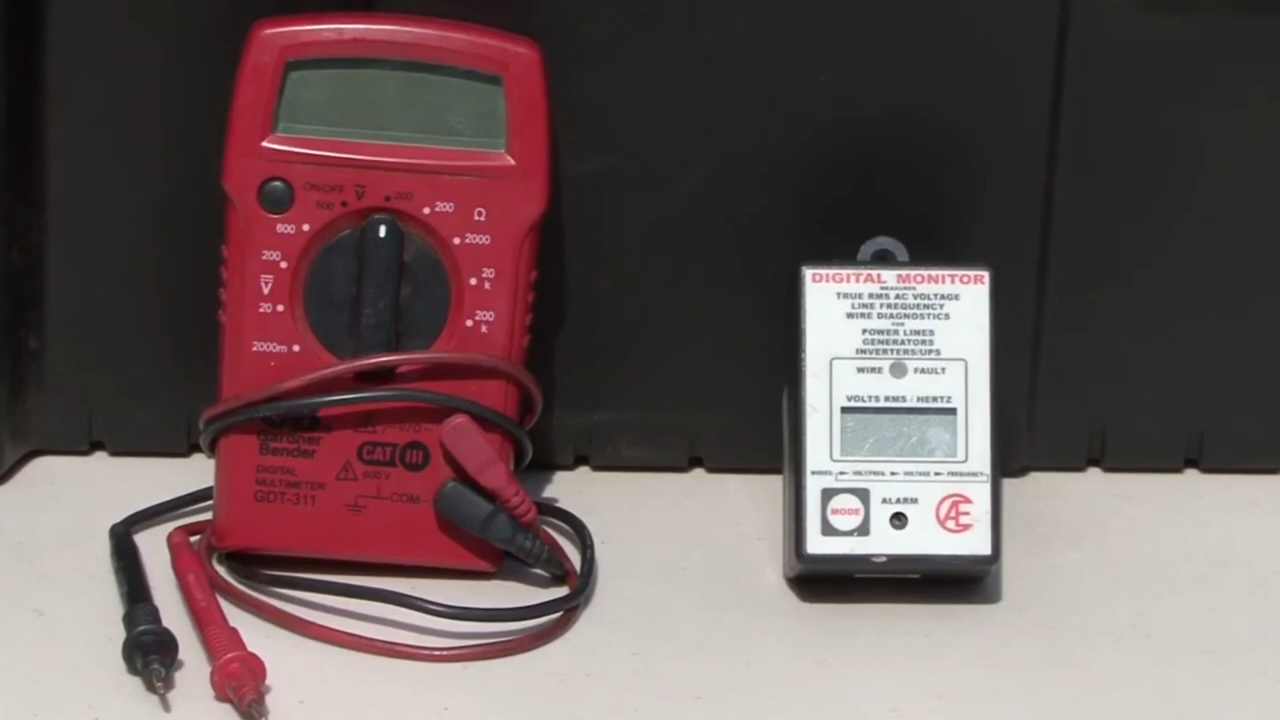 ON/OFF
Ṽ
500
200
200
Ω
600
2000
200
20
k
V
20
200
k
2000m
Gardner
Bender
CAT III
DIGITAL
MULTIMETER
600 V
GDT-311
COM
DIGITAL MONITOR
MEASURES
TRUE RMS AC VOLTAGE
LINE FREQUENCY
WIRE DIAGNOSTICS
FOR
POWER LINES
GENERATORS
INVERTERS/UPS
WIRE FAULT
VOLTS RMS / HERTZ
MODES: VOLT/FREQ. VOLTAGE FREQUENCY
MODE
ALARM